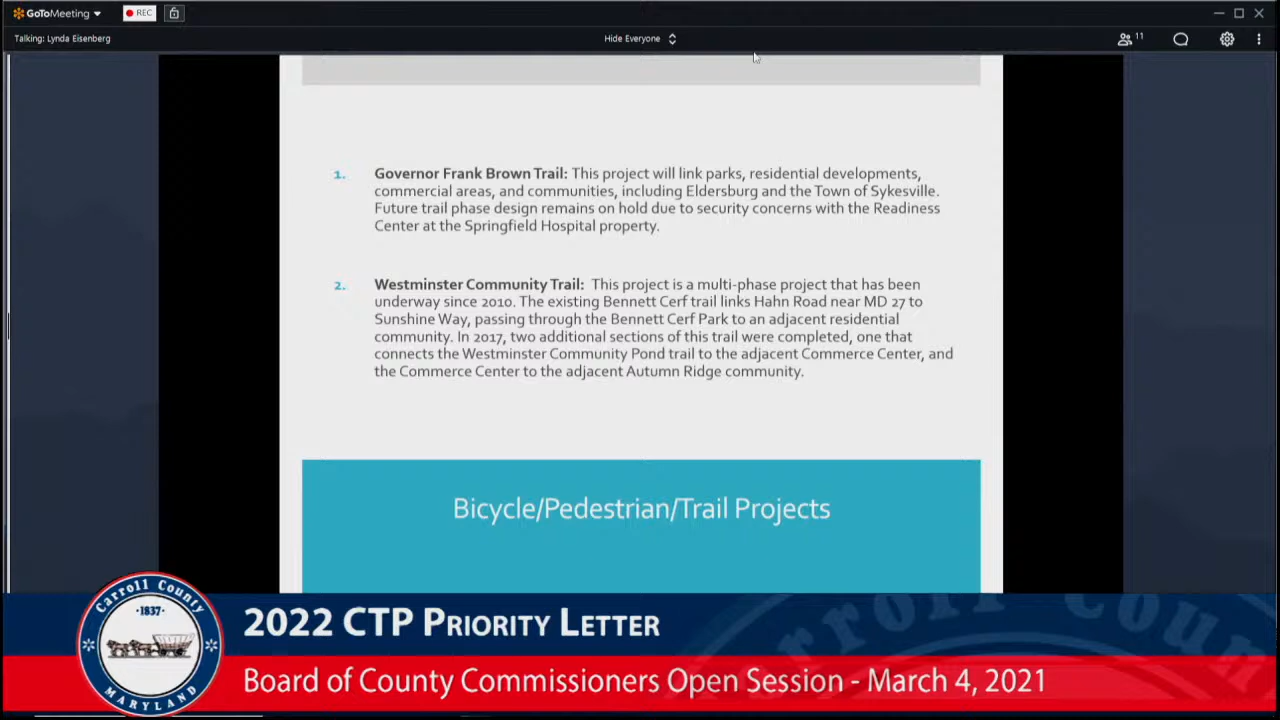 GoToMeeting
REC
Talking: Lynda Eisenberg
Hide Everyone
11
1. Governor Frank Brown Trail: This project will link parks, residential developments,
commercial areas, and communities, including Eldersburg and the Town of Sykesville.
Future trail phase design remains on hold due to security concerns with the Readiness
Center at the Springfield Hospital property.
2. Westminster Community Trail: This project is a multi-phase project that has been
underway since 2010. The existing Bennett Cerf trail links Hahn Road near MD 27 to
Sunshine Way, passing through the Bennett Cerf Park to an adjacent residential
community. In 2017, two additional sections of this trail were completed, one that
connects the Westminster Community Pond trail to the adjacent Commerce Center, and
the Commerce Center to the adjacent Autumn Ridge community.
Bicycle/Pedestrian/Trail Projects
Carroll County
·1837·
MARYLAND
2022 CTP PRIORITY LETTER
Board of County Commissioners Open Session - March 4, 2021
Carroll County